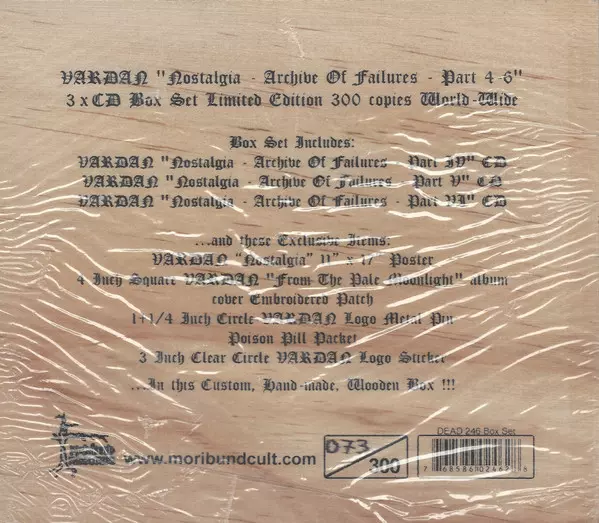 VARDAN "Nostalgia - Archive Of Failures - Part 4-6"
3 x CD Box Set Limited Edition 300 copies World-Wide
Box Set Includes:
VARDAN "Nostalgia - Archive Of Failures - Part IV" CD
VARDAN "Nostalgia - Archive Of Failures - Part V" CD
VARDAN "Nostalgia - Archive Of Failures - Part VI" CD
...and these Exclusive Items:
VARDAN "Nostalgia" 11" x 17" Poster
4 Inch Square VARDAN "From The Pale Moonlight" album
cover Embroidered Patch
1+1/4 Inch Circle VARDAN Logo Metal Pin
Poison Pill Packet
3 Inch Clear Circle VARDAN Logo Sticker
...In this Custom, Hand-made, Wooden Box !!!
www.moribundcult.com
073
300
DEAD 246 Box Set